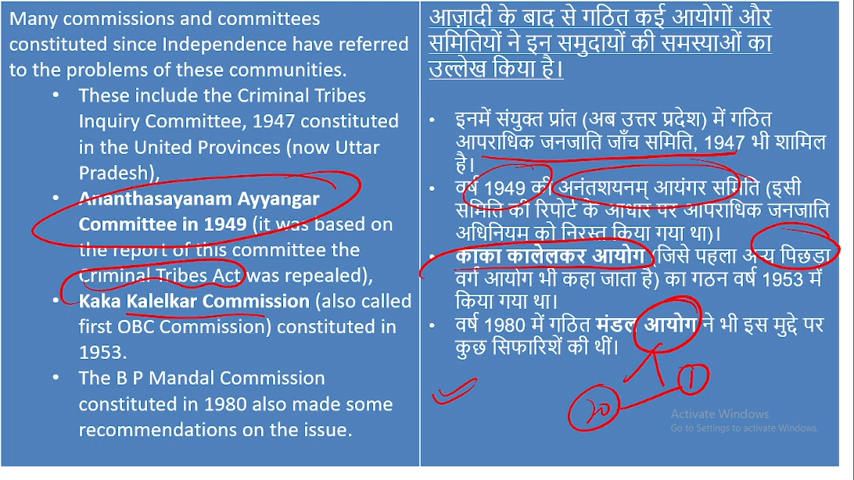 Many commissions and committees
constituted since Independence have referred
to the problems of these communities.
• These include the Criminal Tribes
Inquiry Committee, 1947 constituted
in the United Provinces (now Uttar
Pradesh),
• Ananthasayanam Ayyangar
Committee in 1949 (it was based on
the report of this committee the
Criminal Tribes Act was repealed),
• Kaka Kalelkar Commission (also called
first OBC Commission) constituted in
1953.
• The B P Mandal Commission
constituted in 1980 also made some
recommendations on the issue.
आज़ादी के बाद से गठित कई आयोगों और
समितियों ने इन समुदायों की समस्याओं का
उल्लेख किया है।
• इनमें संयुक्त प्रांत (अब उत्तर प्रदेश) में गठित
आपराधिक जनजाति जाँच समिति, 1947 भी शामिल
है।
• वर्ष 1949 की अनंतशयनम् आयंगर समिति (इसी
समिति की रिपोर्ट के आधार पर आपराधिक जनजाति
अधिनियम को निरस्त किया गया था)।
• काका कालेलकर आयोग (जिसे पहला अन्य पिछड़ा
वर्ग आयोग भी कहा जाता है) का गठन वर्ष 1953 में
किया गया था।
• वर्ष 1980 में गठित मंडल आयोग ने भी इस मुद्दे पर
कुछ सिफारिशें की थीं।
1
20
Activate Windows
Go to Settings to activate Windows.